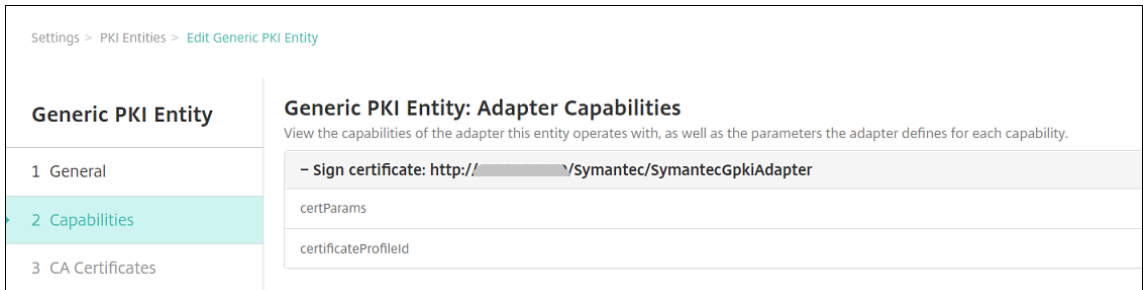 Settings > PKI Entities > Edit Generic PKI Entity
Generic PKI Entity
1 General
2 Capabilities
3 CA Certificates
Generic PKI Entity: Adapter Capabilities
View the capabilities of the adapter this entity operates with, as well as the parameters the adapter defines for each capability.
– Sign certificate: http:// /Symantec/SymantecGpkiAdapter
certParams
certificateProfileId